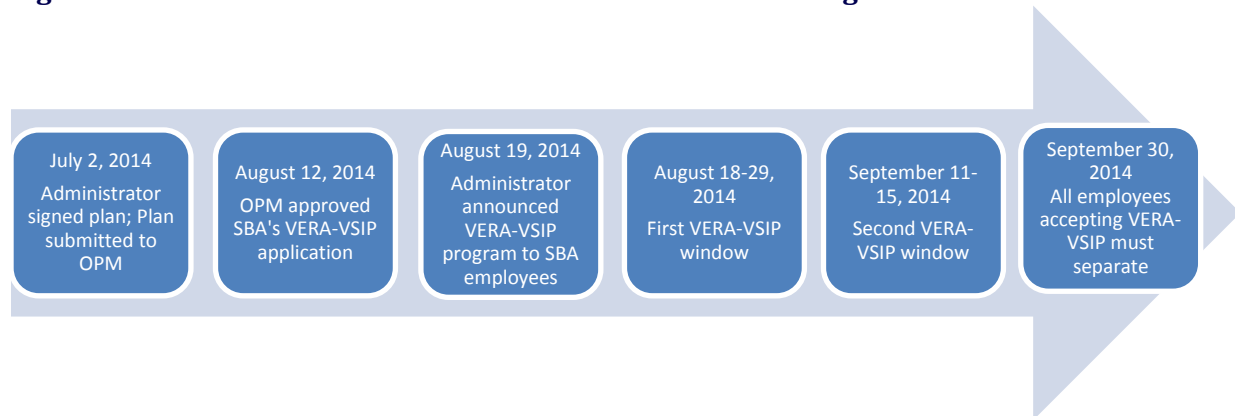 July 2, 2014
Administrator
signed plan; Plan
submitted to
OPM
August 12, 2014
OPM approved
SBA's VERA-VSIP
application
August 19, 2014
Administrator
announced
VERA-VSIP
program to SBA
employees
August 18-29,
2014
First VERA-VSIP
window
September 11-
15, 2014
Second VERA-
VSIP window
September 30,
2014
All employees
accepting VERA-
VSIP must
separate